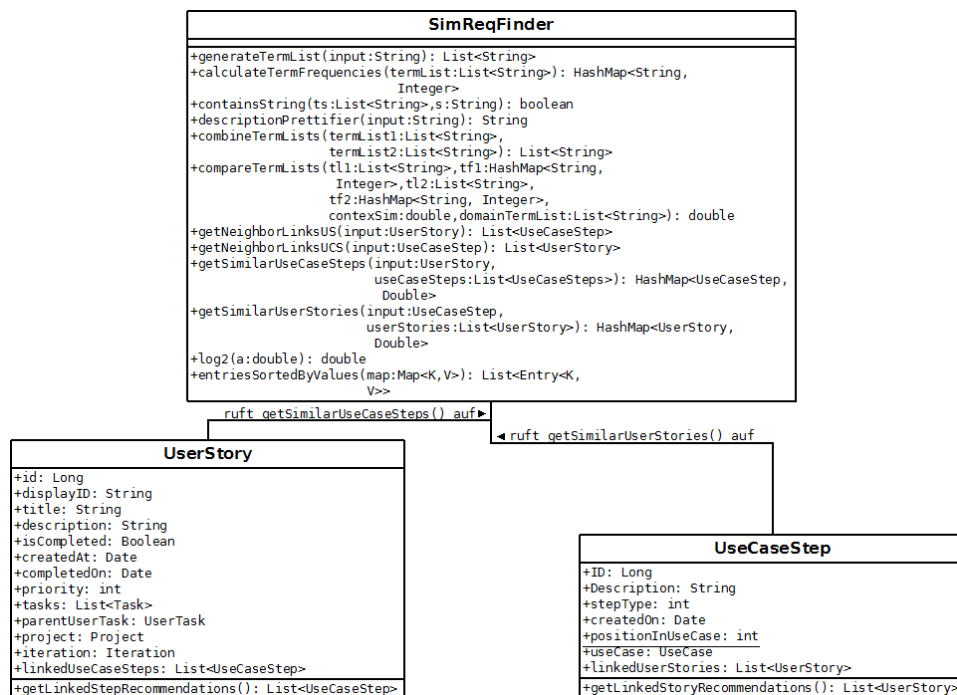 SimReqFinder
+generateTermList(input:String): List<String>
+calculateTermFrequencies(termList:List<String>): HashMap<String,
Integer>
+containsString(ts:List<String>,s:String): boolean
+descriptionPrettifier(input:String): String
+combineTermLists(termList1:List<String>,
termList2:List<String>): List<String>
+compareTermLists(tl1:List<String>,tf1:HashMap<String,
Integer>,tl2:List<String>,
tf2:HashMap<String, Integer>,
contexSim:double,domainTermList:List<String>): double
+getNeighborLinksUS(input:UserStory): List<UseCaseStep>
+getNeighborLinksUCS(input:UseCaseStep): List<UserStory>
+getSimilarUseCaseSteps(input:UserStory,
useCaseSteps:List<UseCaseSteps>): HashMap<UseCaseStep,
Double>
+getSimilarUserStories(input:UseCaseStep,
userStories:List<UserStory>): HashMap<UserStory,
Double>
+log2(a:double): double
+entriesSortedByValues(map:Map<K,V>): List<Entry<K,
V>>
ruft getSimilarUseCaseSteps() auf
ruft getSimilarUserStories() auf
UserStory
+id: Long
+displayID: String
+title: String
+description: String
+isCompleted: Boolean
+createdAt: Date
+completedOn: Date
+priority: int
+tasks: List<Task>
+parentUserTask: UserTask
+project: Project
+iteration: Iteration
+linkedUseCaseSteps: List<UseCaseStep>
+getLinkedStepRecommendations(): List<UseCaseStep>
UseCaseStep
+ID: Long
+Description: String
+stepType: int
+createdOn: Date
+positionInUseCase: int
+useCase: UseCase
+linkedUserStories: List<UserStory>
+getLinkedStoryRecommendations(): List<UserStory>